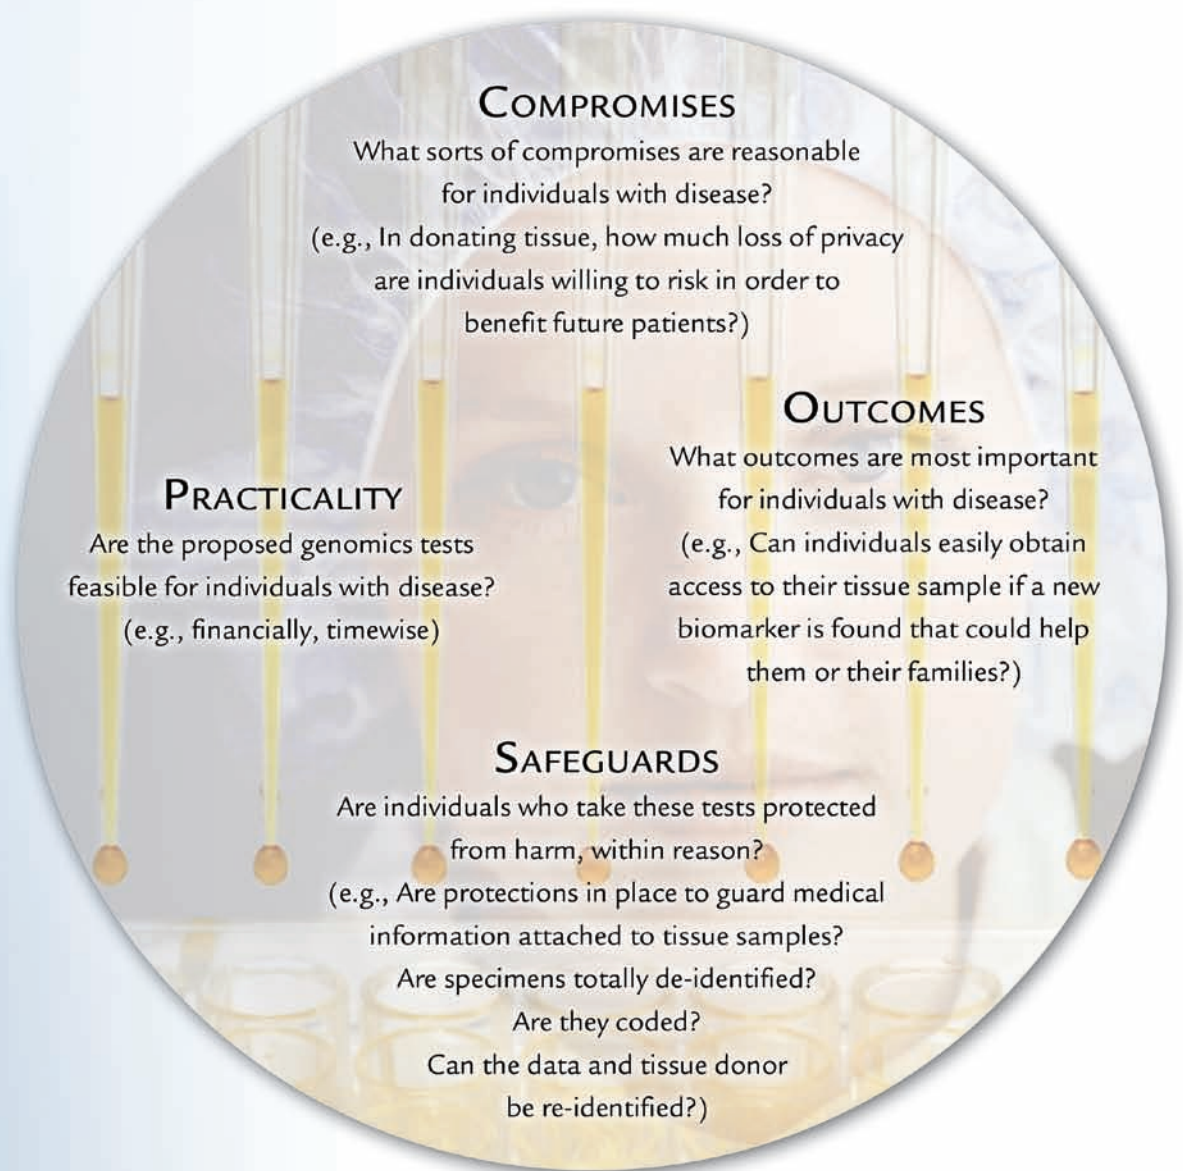 COMPROMISES
What sorts of compromises are reasonable
for individuals with disease?
(e.g., In donating tissue, how much loss of privacy
are individuals willing to risk in order to
benefit future patients?)
OUTCOMES
What outcomes are most important
for individuals with disease?
(e.g., Can individuals easily obtain
access to their tissue sample if a new
biomarker is found that could help
them or their families?)
PRACTICALITY
Are the proposed genomics tests
feasible for individuals with disease?
(e.g., financially, timewise)
SAFEGUARDS
Are individuals who take these tests protected
from harm, within reason?
(e.g., Are protections in place to guard medical
information attached to tissue samples?
Are specimens totally de-identified?
Are they coded?
Can the data and tissue donor
be re-identified?)